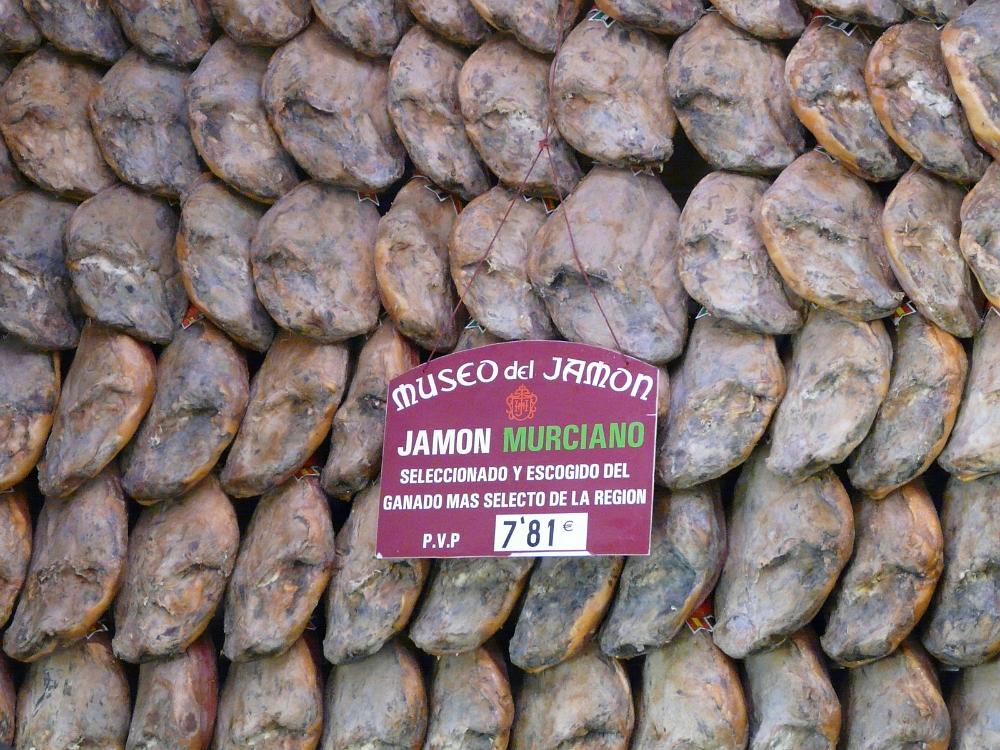 MUSEO del JAMON
JAMON MURCIANO
SELECCIONADO Y ESCOGIDO DEL
GANADO MAS SELECTO DE LA REGION
P.V.P 7'81€